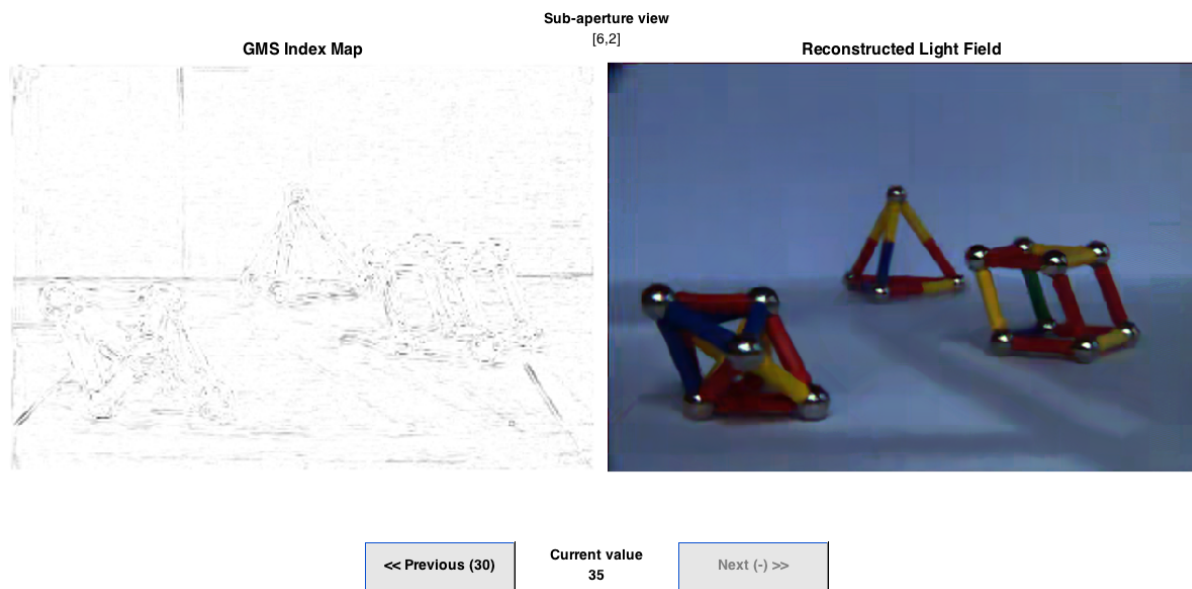 Sub-aperture view
[6,2]
GMS Index Map
Reconstructed Light Field
<< Previous (30)
Current value
35
Next (-) >>